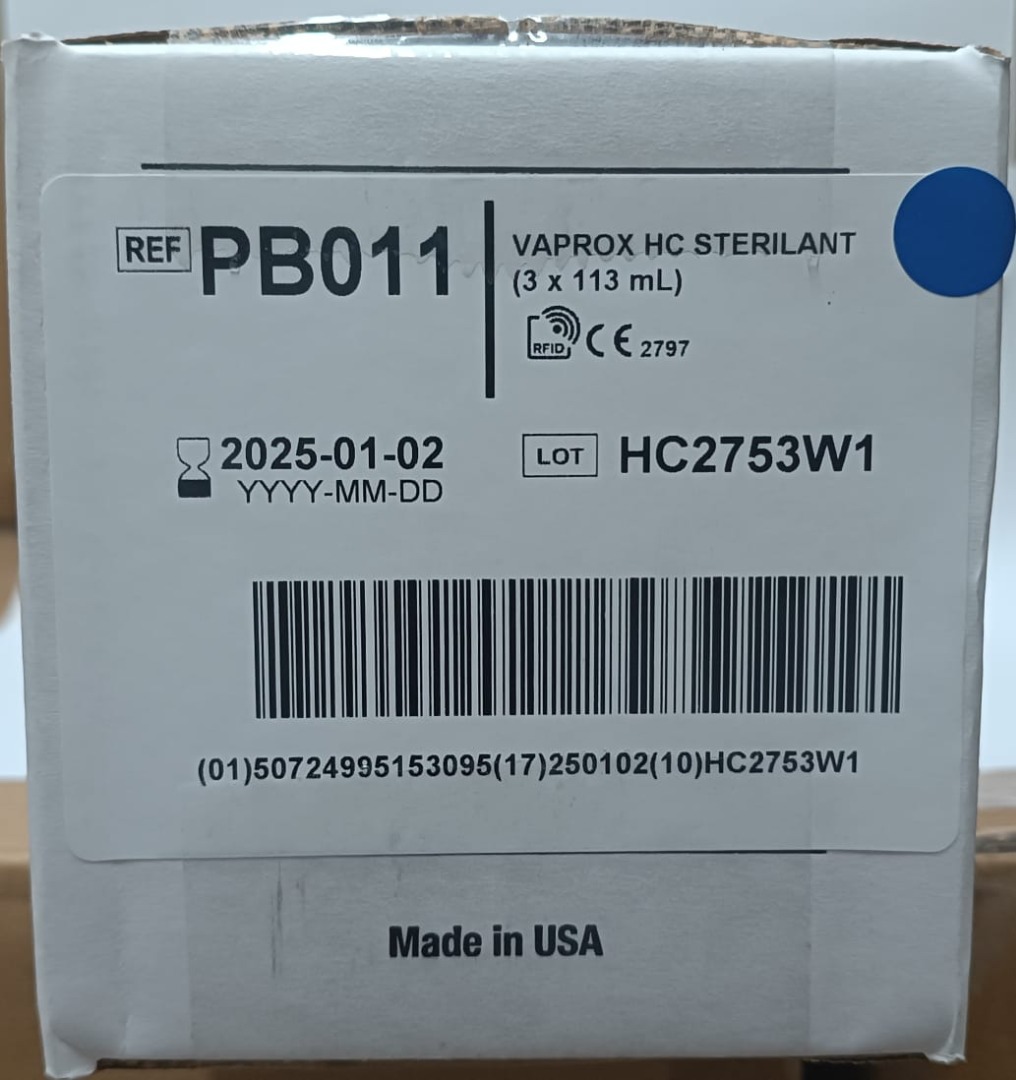 REF PB011
VAPROX HC STERILANT
(3 x 113 mL)
RFID CE 2797
2025-01-02
YYYY-MM-DD
LOT HC2753W1
(01)50724995153095(17)250102(10)HC2753W1
Made in USA